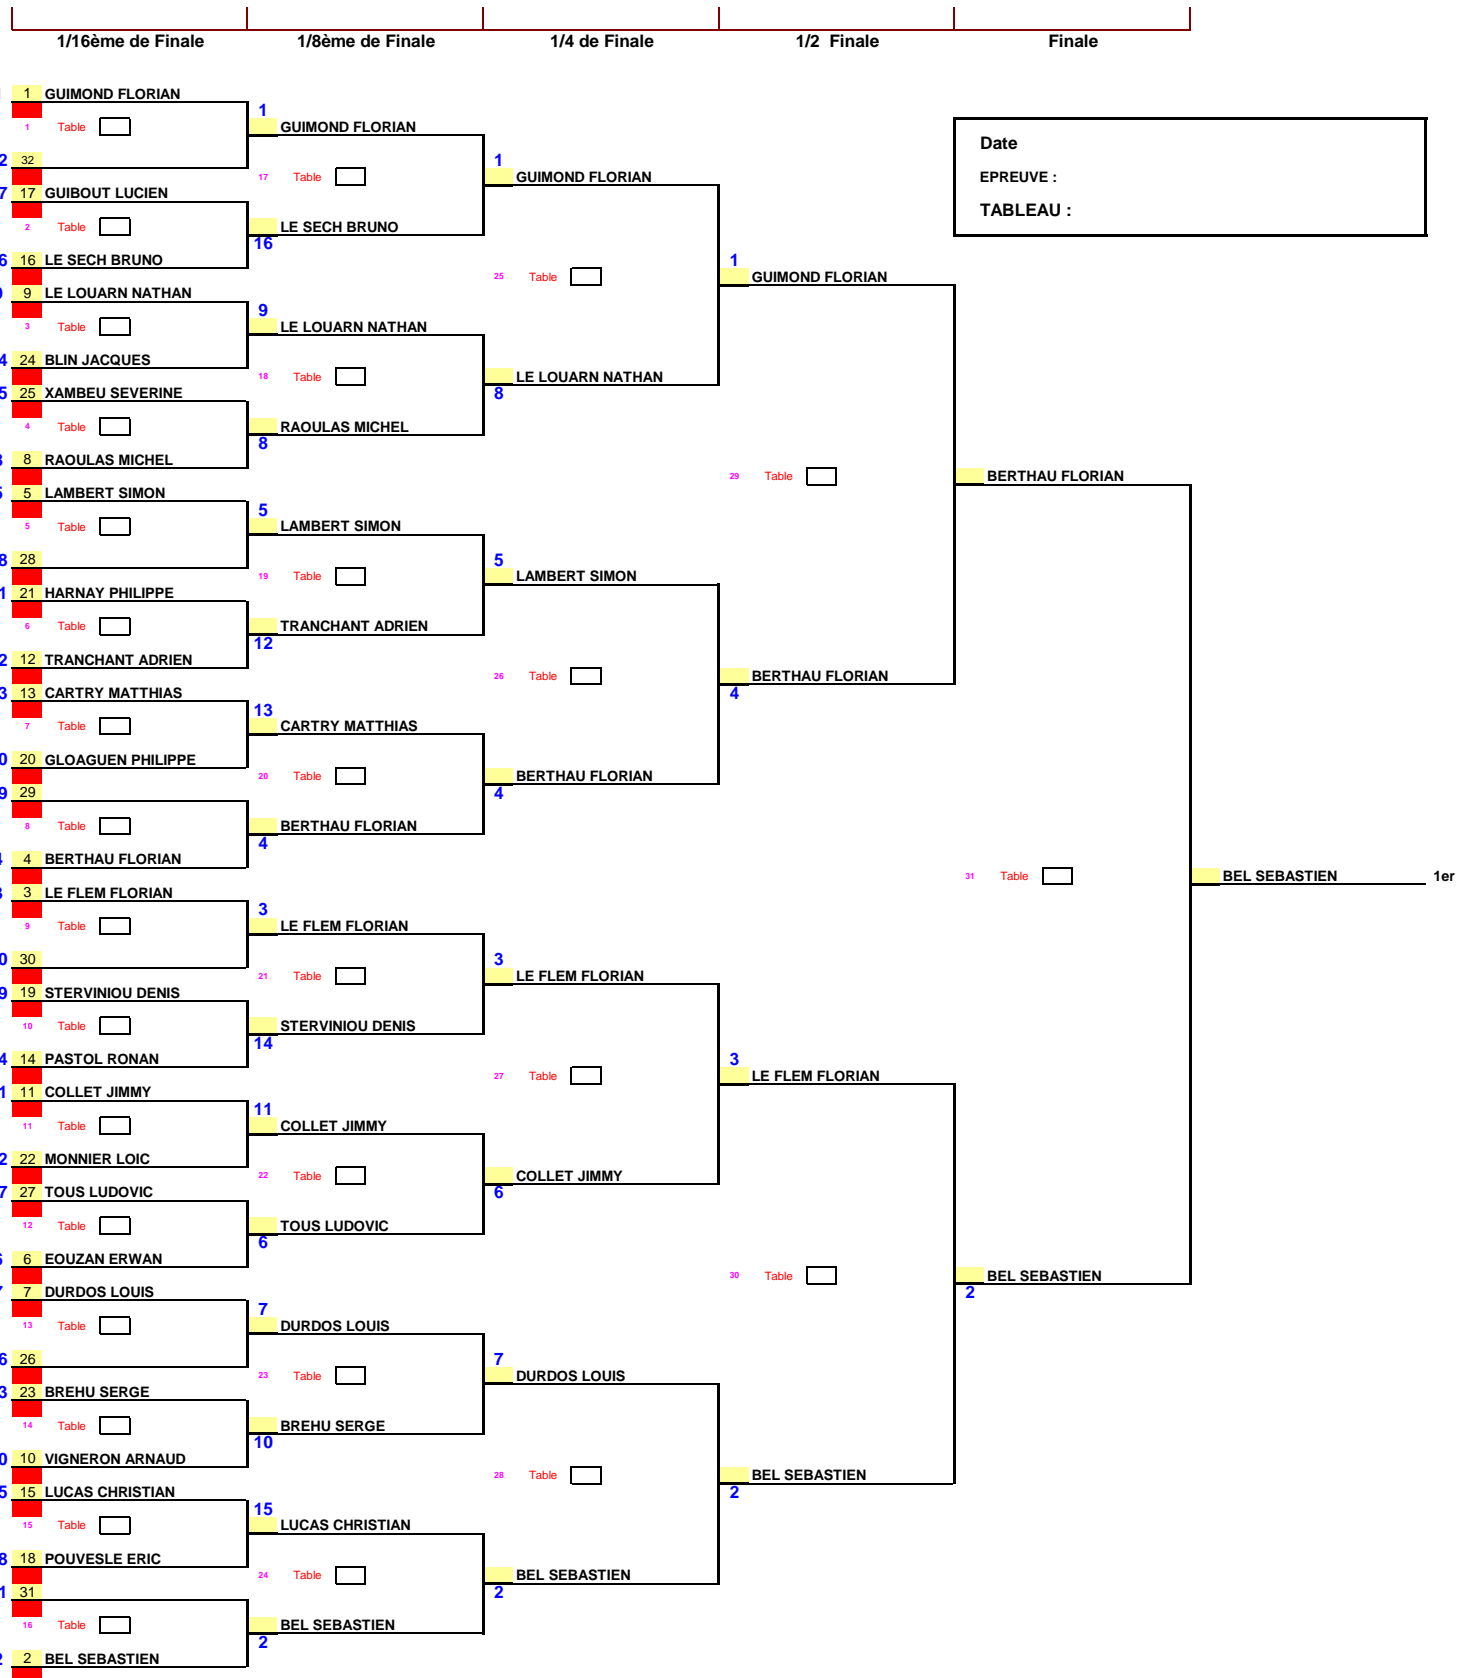 1/16ème de Finale 1/8ème de Finale 1/4 de Finale 1/2 Finale Finale
1 GUIMOND FLORIAN
1 Table
32
17 GUIBOUT LUCIEN
2 Table
16 LE SECH BRUNO
9 LE LOUARN NATHAN
3 Table
24 BLIN JACQUES
25 XAMBEU SEVERINE
4 Table
8 RAOULAS MICHEL
5 LAMBERT SIMON
5 Table
28
21 HARNAY PHILIPPE
6 Table
12 TRANCHANT ADRIEN
13 CARTRY MATTHIAS
7 Table
20 GLOAGUEN PHILIPPE
29
8 Table
4 BERTHAU FLORIAN
3 LE FLEM FLORIAN
9 Table
30
19 STERVINIOU DENIS
10 Table
14 PASTOL RONAN
11 COLLET JIMMY
11 Table
22 MONNIER LOIC
27 TOUS LUDOVIC
12 Table
6 EOUZAN ERWAN
7 DURDOS LOUIS
13 Table
26
23 BREHU SERGE
14 Table
10 VIGNERON ARNAUD
15 LUCAS CHRISTIAN
15 Table
18 POUVESLE ERIC
31
16 Table
2 BEL SEBASTIEN
1
GUIMOND FLORIAN
17 Table
LE SECH BRUNO
16
9
LE LOUARN NATHAN
18 Table
RAOULAS MICHEL
8
5
LAMBERT SIMON
19 Table
TRANCHANT ADRIEN
12
13
CARTRY MATTHIAS
20 Table
BERTHAU FLORIAN
4
3
LE FLEM FLORIAN
21 Table
STERVINIOU DENIS
14
11
COLLET JIMMY
22 Table
TOUS LUDOVIC
6
7
DURDOS LOUIS
23 Table
BREHU SERGE
10
15
LUCAS CHRISTIAN
24 Table
BEL SEBASTIEN
2
1
GUIMOND FLORIAN
25 Table
LE LOUARN NATHAN
8
5
LAMBERT SIMON
26 Table
BERTHAU FLORIAN
4
3
LE FLEM FLORIAN
27 Table
COLLET JIMMY
6
7
DURDOS LOUIS
28 Table
BEL SEBASTIEN
2
1
GUIMOND FLORIAN
29 Table
BERTHAU FLORIAN
4
3
LE FLEM FLORIAN
30 Table
BEL SEBASTIEN
2
Date
EPREUVE :
TABLEAU :
BERTHAU FLORIAN
31 Table
BEL SEBASTIEN
2
BEL SEBASTIEN 1er